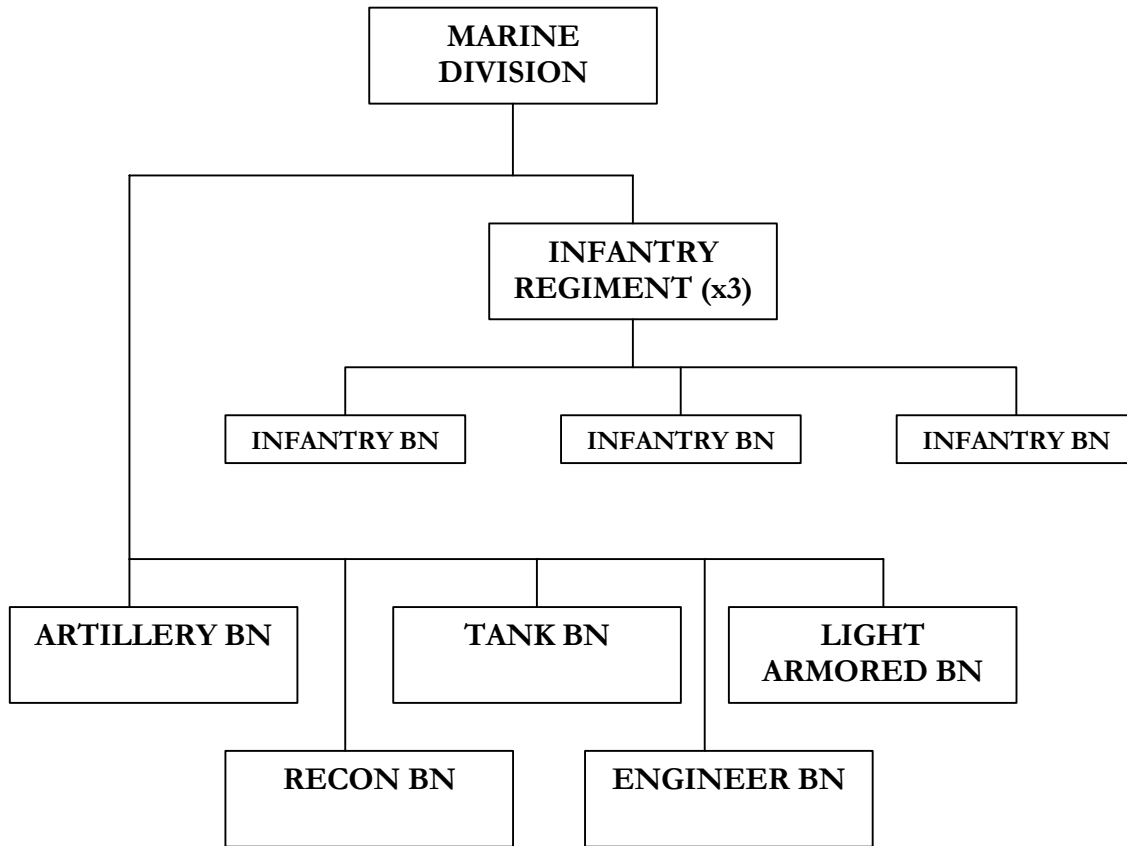 MARINE
DIVISION
INFANTRY
REGIMENT (x3)
INFANTRY BN
INFANTRY BN
INFANTRY BN
ARTILLERY BN
TANK BN
LIGHT
ARMORED BN
RECON BN
ENGINEER BN